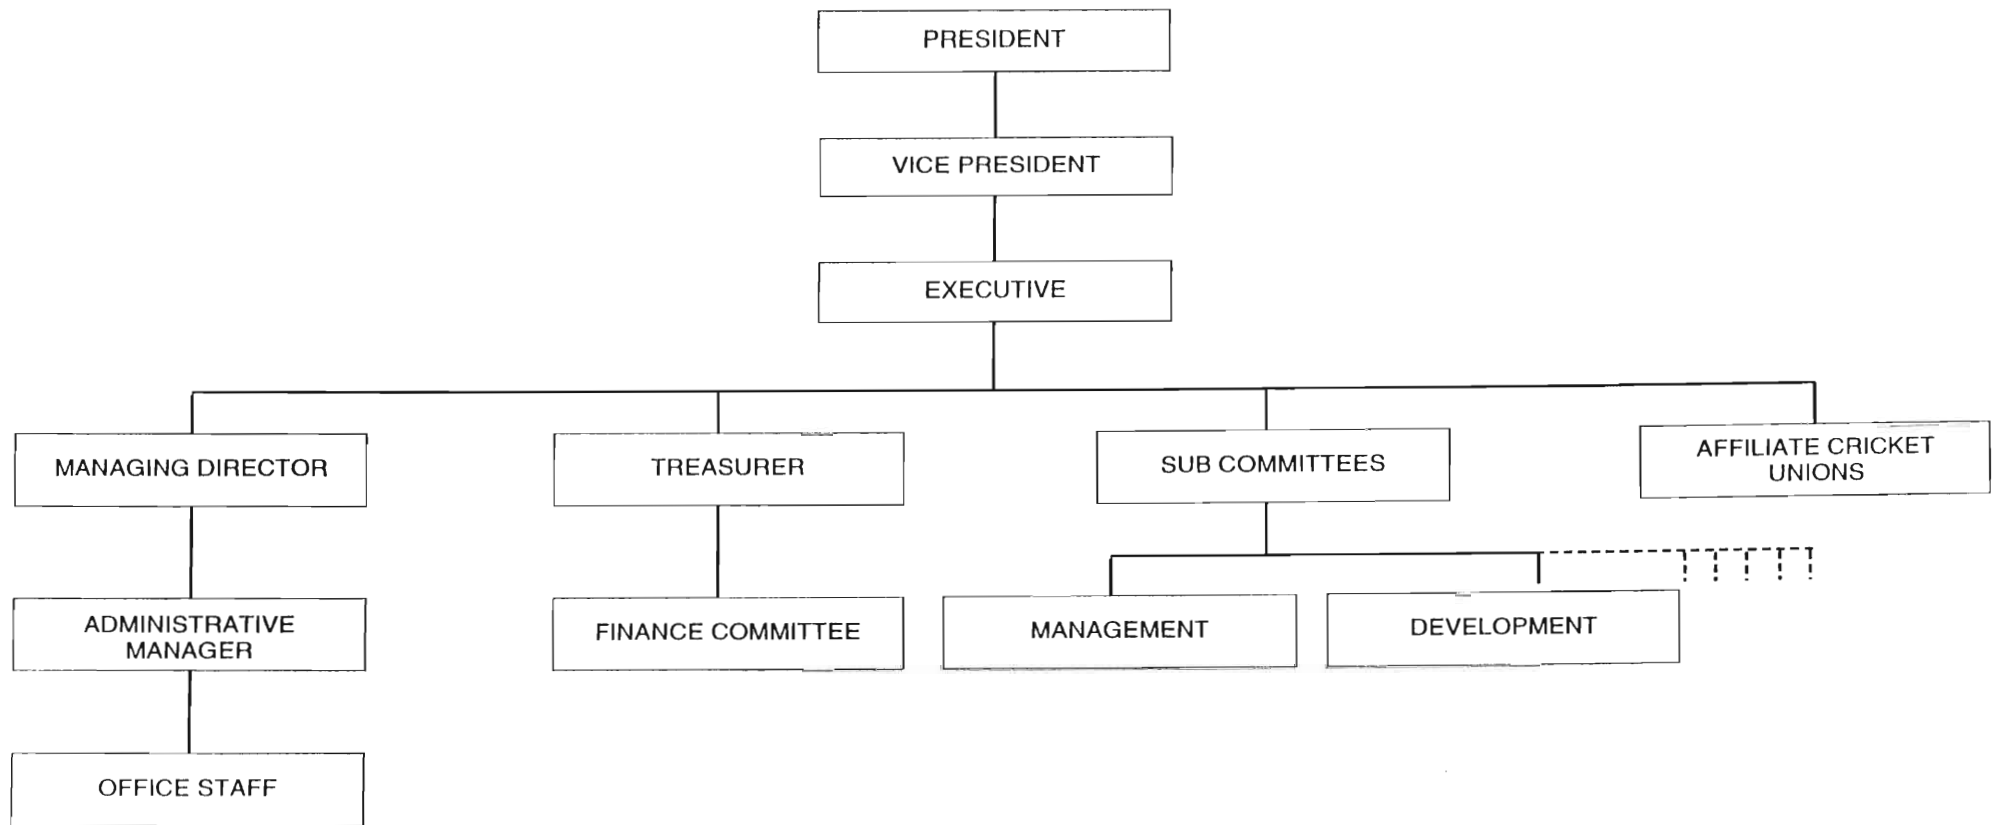 PRESIDENT
VICE PRESIDENT
EXECUTIVE
MANAGING DIRECTOR
TREASURER
SUB COMMITTEES
AFFILIATE CRICKET
UNIONS
ADMINISTRATIVE
MANAGER
FINANCE COMMITTEE
MANAGEMENT
DEVELOPMENT
OFFICE STAFF